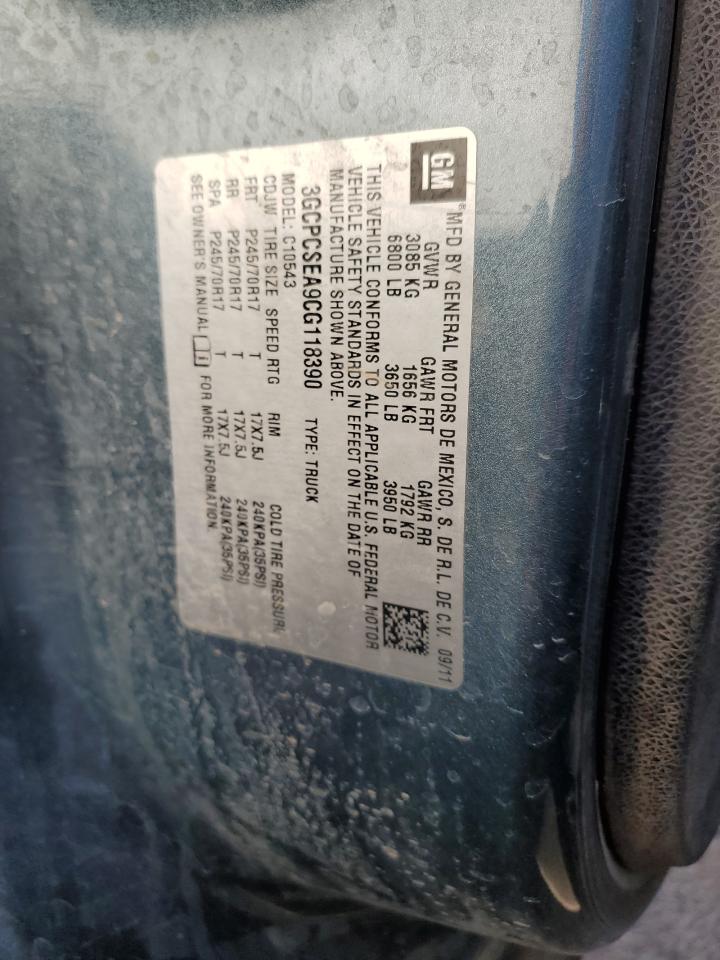 GM
® MFD BY GENERAL MOTORS DE MEXICO, S. DE R.L. DE C.V. 09/11
GVWR GAWR FRT GAWR RR
3085 KG 1656 KG 1792 KG
6800 LB 3650 LB 3950 LB
THIS VEHICLE CONFORMS TO ALL APPLICABLE U.S. FEDERAL MOTOR
VEHICLE SAFETY STANDARDS IN EFFECT ON THE DATE OF
MANUFACTURE SHOWN ABOVE.
3GCPCSEA9CG118390 TYPE: TRUCK
MODEL: C10543
CDJW TIRE SIZE SPEED RTG RIM COLD TIRE PRESSURE
FRT P245/70R17 T 17X7.5J 240KPA(35PSI)
RR P245/70R17 T 17X7.5J 240KPA(35PSI)
SPA P245/70R17 T 17X7.5J 240KPA(35PSI)
SEE OWNER'S MANUAL FOR MORE INFORMATION.